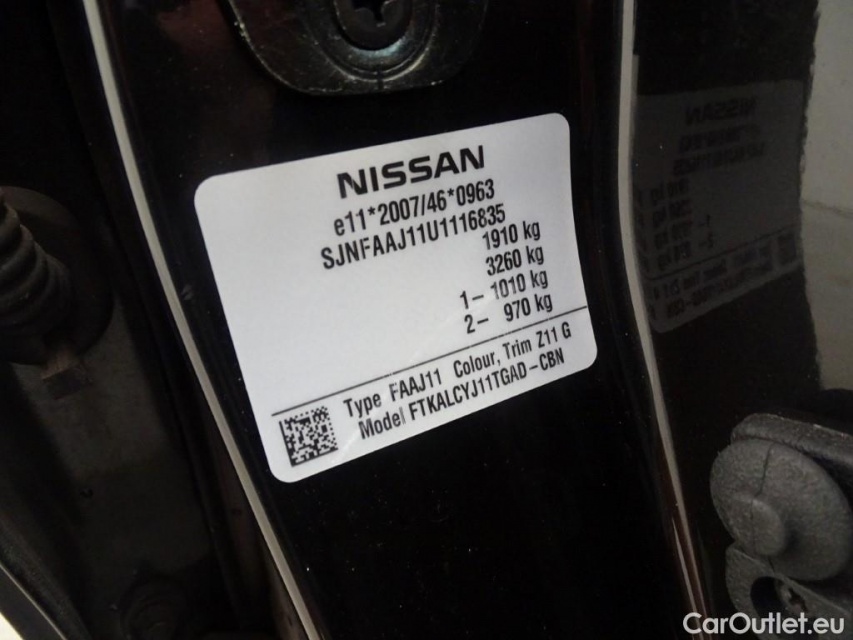 NISSAN
e11*2007/46*0963
SJNFAAJ11U1116835
1910 kg
3260 kg
1- 1010 kg
2- 970 kg
Type FAAJ11 Colour, Trim Z11 G
Model FTKALCYJ11TGAD-CBN
CarOutlet.eu